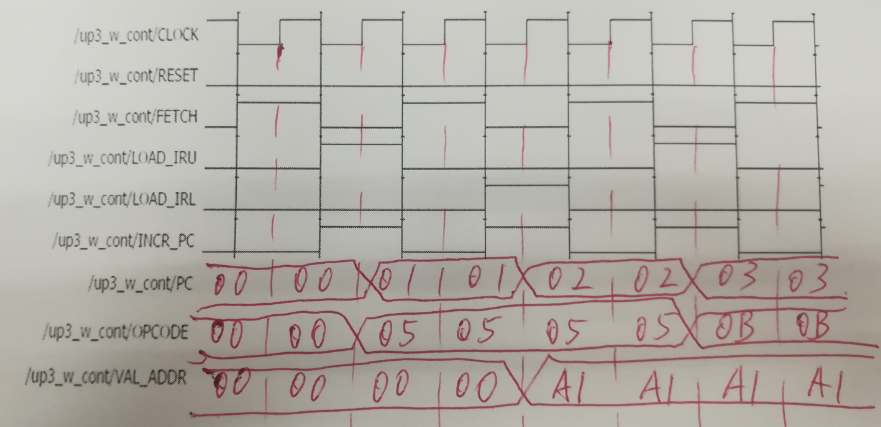 /up3_w_cont/CLOCK
/up3_w_cont/RESET
/up3_w_cont/FETCH
/up3_w_cont/LOAD_IRU
/up3_w_cont/LOAD_IRL
/up3_w_cont/INCR_PC
/up3_w_cont/PC 00 00 01 01 02 02 03 03
/up3_w_cont/OPCODE 00 00 05 05 05 05 0B 0B
/up3_w_cont/VAL_ADDR 00 00 00 00 A1 A1 A1 A1